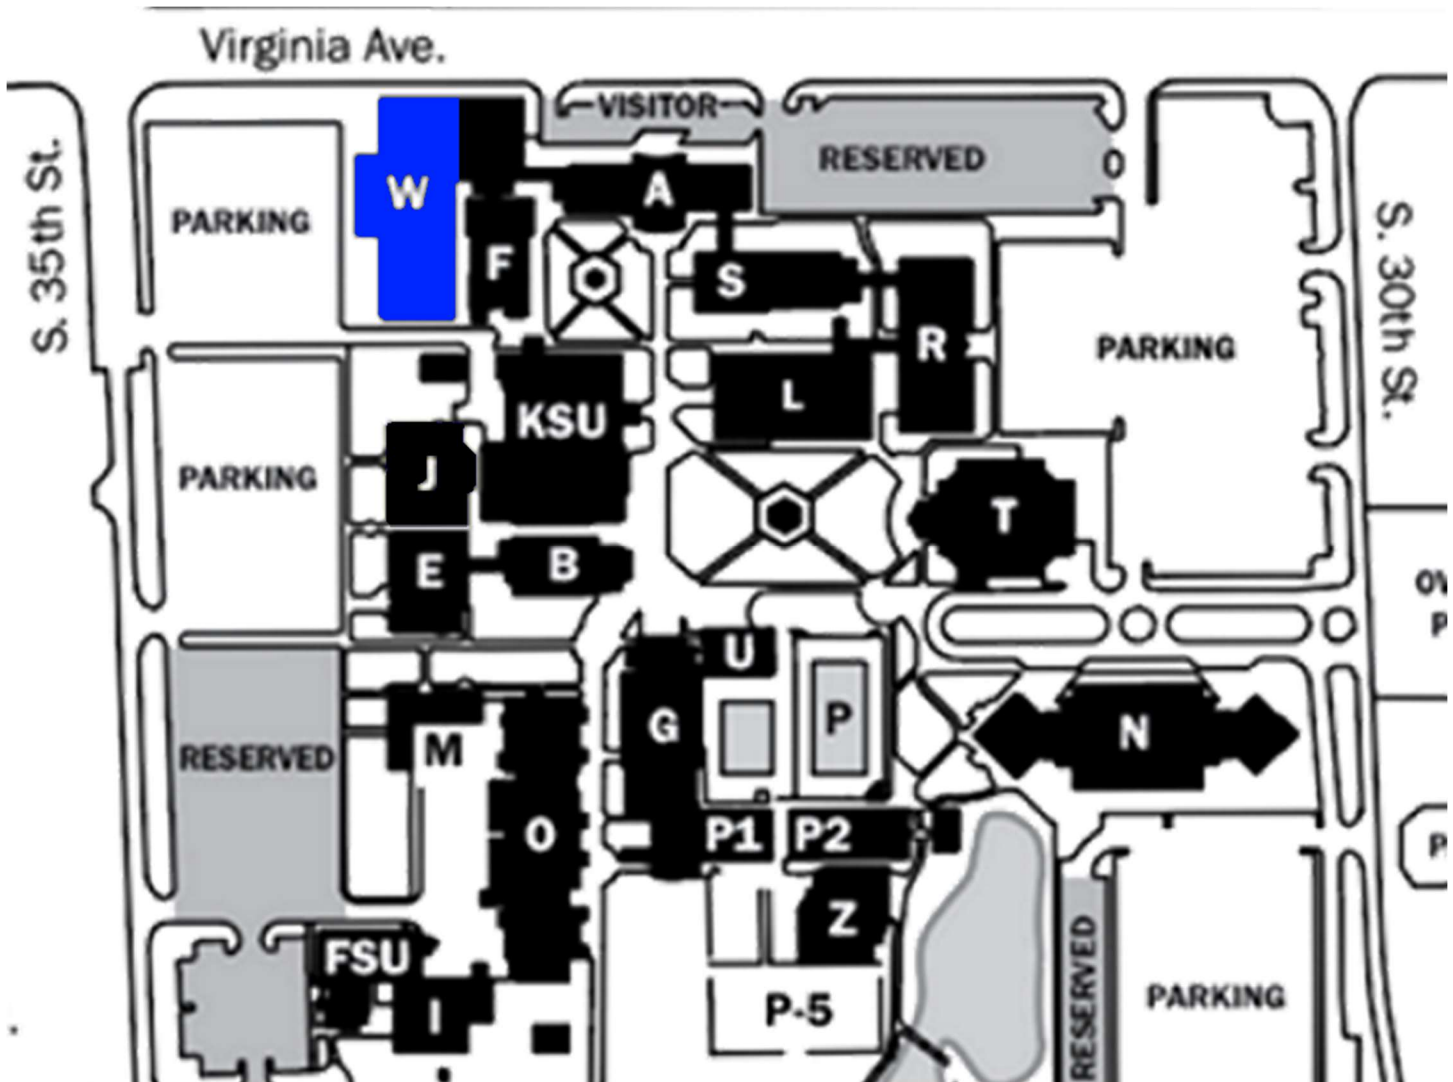 Virginia Ave.
VISITOR
RESERVED
S. 35th St.
S. 30th St.
W
A
PARKING
F
S
R
PARKING
L
KSU
J
PARKING
T
E
B
U
G
P
N
M
RESERVED
O
P1
P2
Z
FSU
I
P-5
RESERVED
PARKING